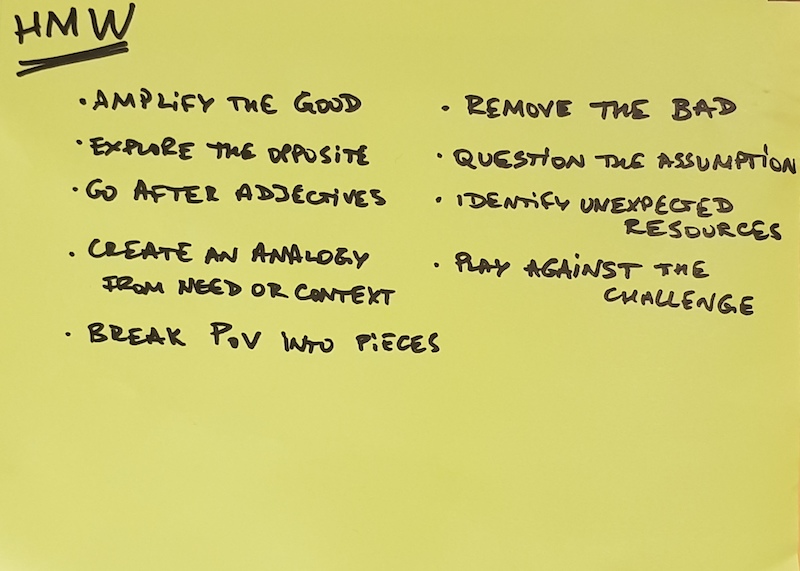 HMW
• AMPLIFY THE GOOD
• EXPLORE THE OPPOSITE
• GO AFTER ADJECTIVES
• CREATE AN ANALOGY
FROM NEED OR CONTEXT
• BREAK POV INTO PIECES
• REMOVE THE BAD
• QUESTION THE ASSUMPTION
• IDENTIFY UNEXPECTED
RESOURCES
• PLAY AGAINST THE
CHALLENGE